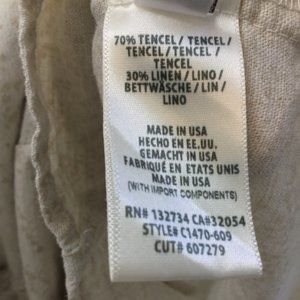 70% TENCEL / TENCEL /
TENCEL / TENCEL /
TENCEL
30% LINEN / LINO /
BETTWÄSCHE / LIN /
LINO
MADE IN USA
HECHO EN EE.UU.
GEMACHT IN USA
FABRIQUÉ EN ETATS UNIS
MADE IN USA
(WITH IMPORT COMPONENTS)
RN# 132734 CA#32054
STYLE# C1470-609
CUT# 607279